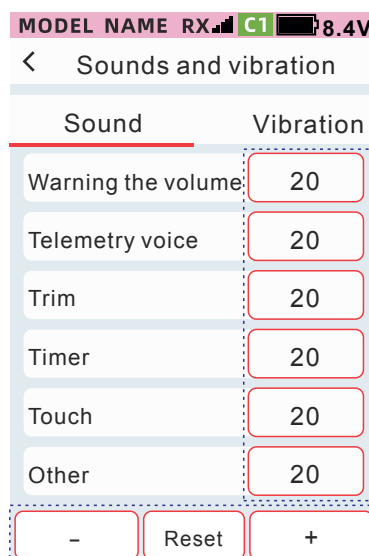 MODEL NAME RX C1 8.4V
< Sounds and vibration
Sound Vibration
Warning the volume 20
Telemetry voice 20
Trim 20
Timer 20
Touch 20
Other 20
- Reset +